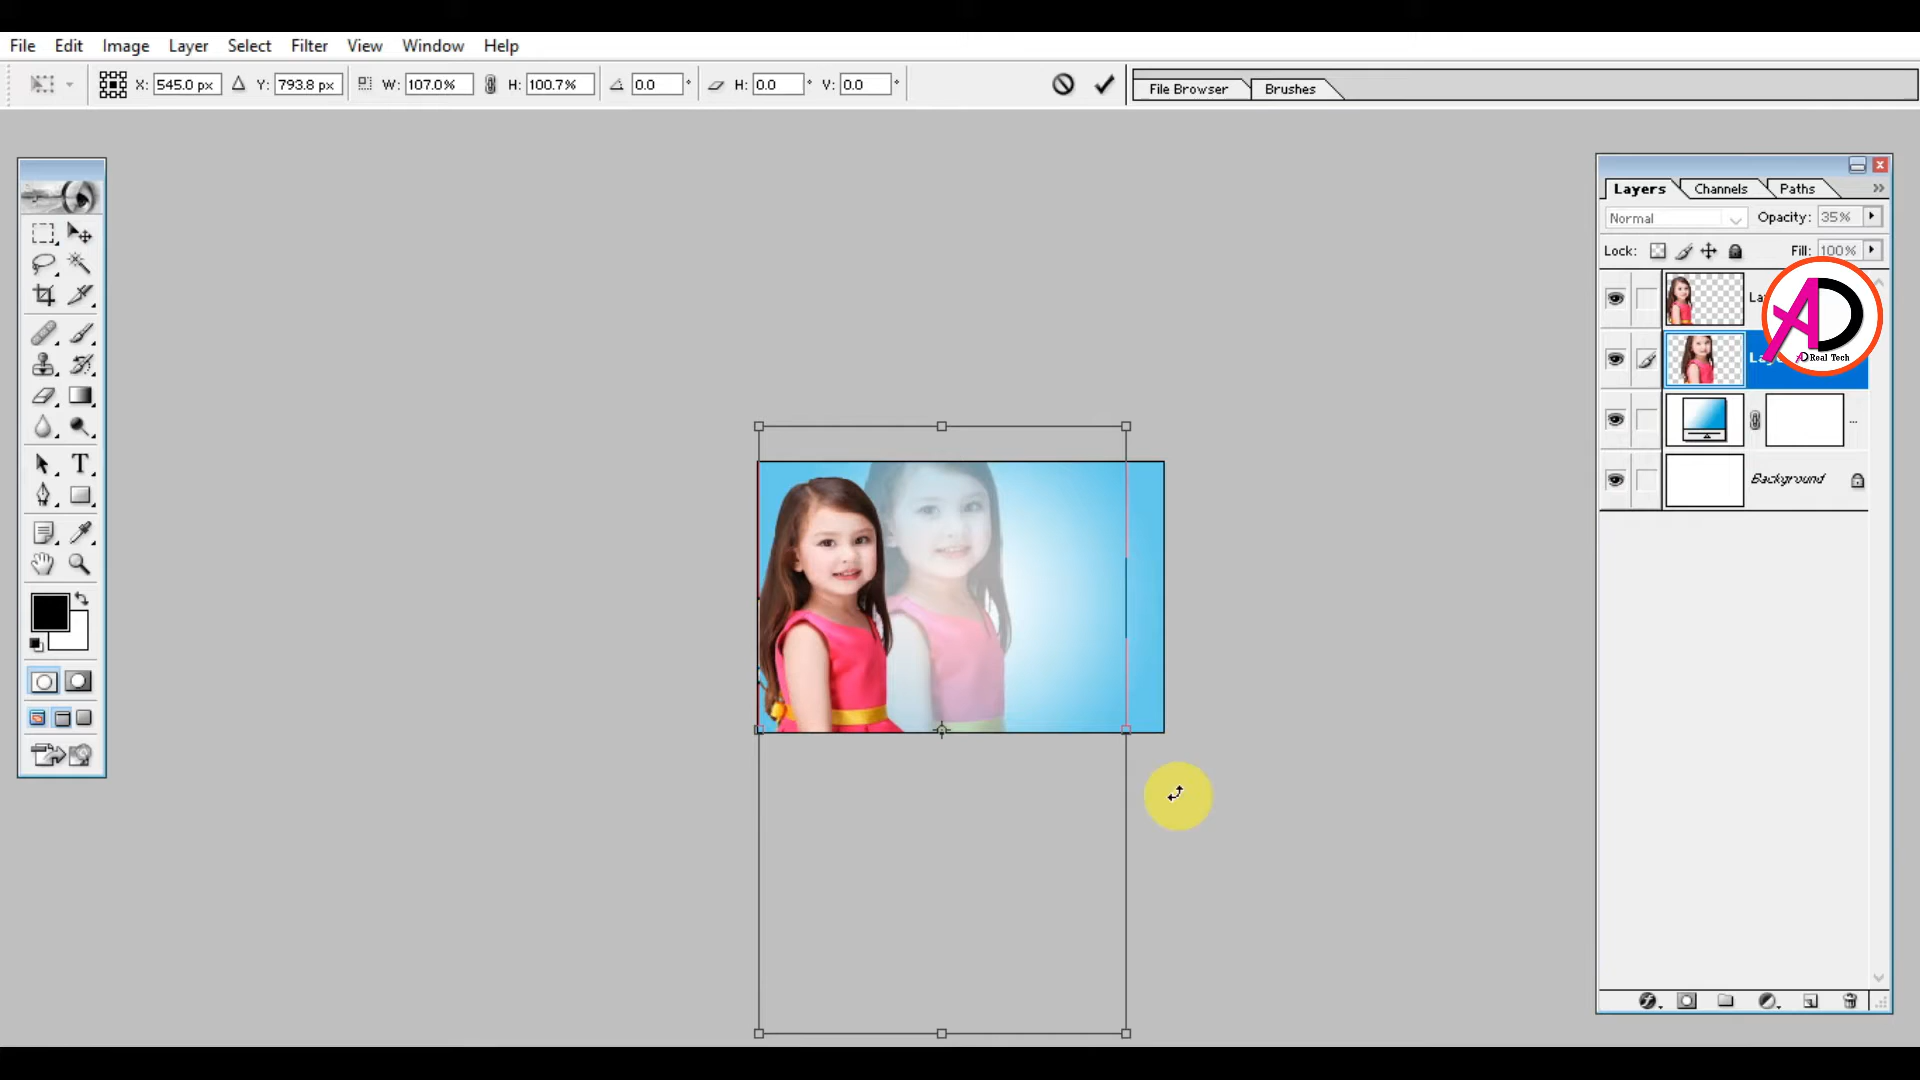 File Edit Image Layer Select Filter View Window Help
X: 545.0 px Y: 793.8 px W: 107.0% H: 100.7% 0.0 ° H: 0.0 ° V: 0.0 °
File Browser Brushes
Layers Channels Paths
Normal Opacity: 35%
Lock: Fill: 100%
AD
AD Real Tech
...
Background